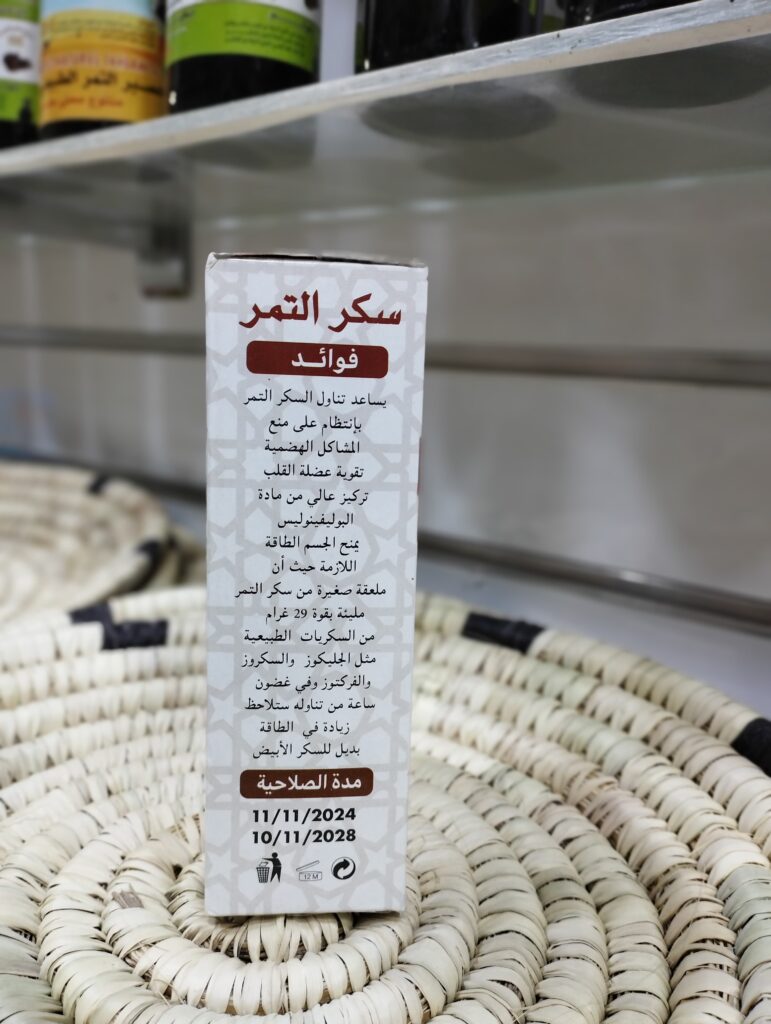 سكر التمر
فوائد
يساعد تناول السكر التمر
بإنتظام على منع
المشاكل الهضمية
تقوية عضلة القلب
تركيز عالي من مادة
البوليفينوليس
يمنح الجسم الطاقة
اللازمة حيث أن
ملعقة صغيرة من سكر التمر
مليئة بقوة 29 غرام
من السكريات الطبيعية
مثل الجليكوز والسكروز
والفركتوز وفي غضون
ساعة من تناوله ستلاحظ
زيادة في الطاقة
بديل للسكر الأبيض
مدة الصلاحية
11/11/2024
10/11/2028
12 M